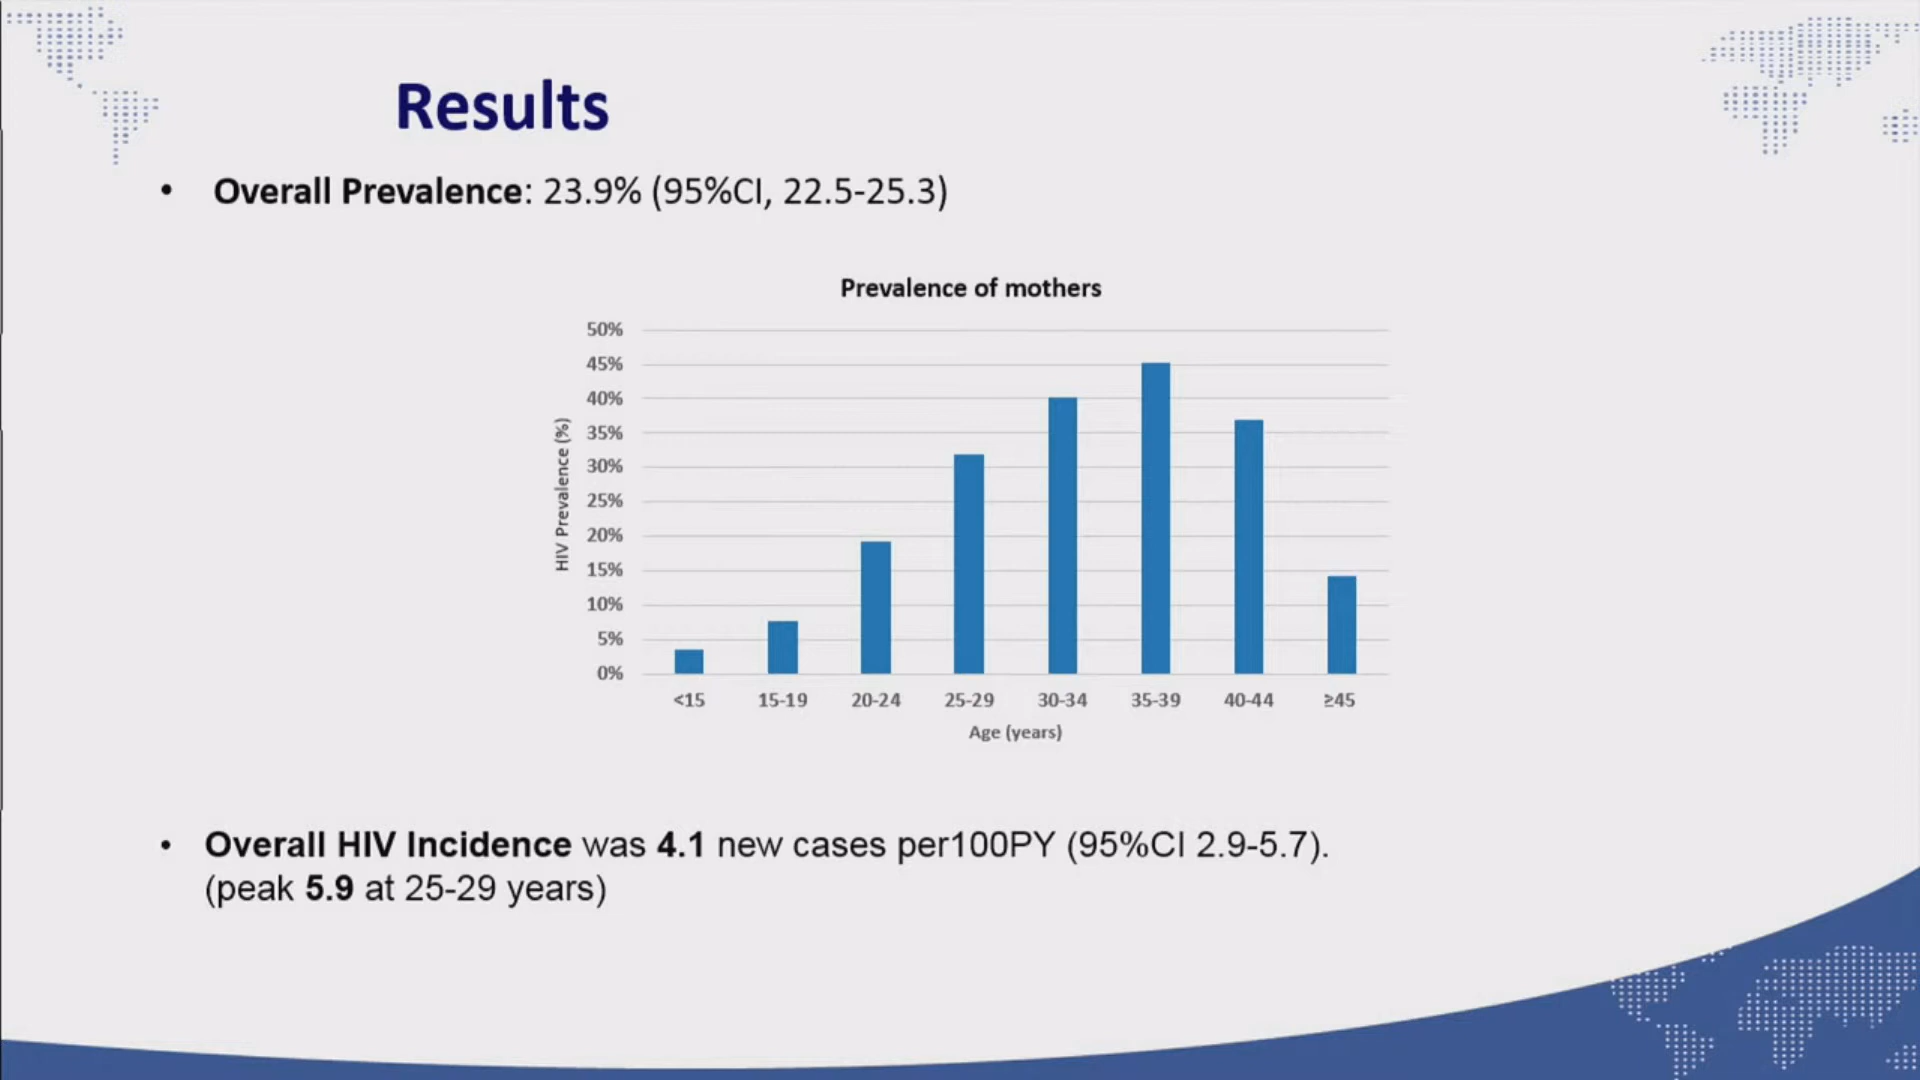 Results
• Overall Prevalence: 23.9% (95%CI, 22.5-25.3)
Prevalence of mothers
HIV Prevalence (%)
50%
45%
40%
35%
30%
25%
20%
15%
10%
5%
0%
<15 15-19 20-24 25-29 30-34 35-39 40-44 ≥45
Age (years)
• Overall HIV Incidence was 4.1 new cases per100PY (95%CI 2.9-5.7).
(peak 5.9 at 25-29 years)